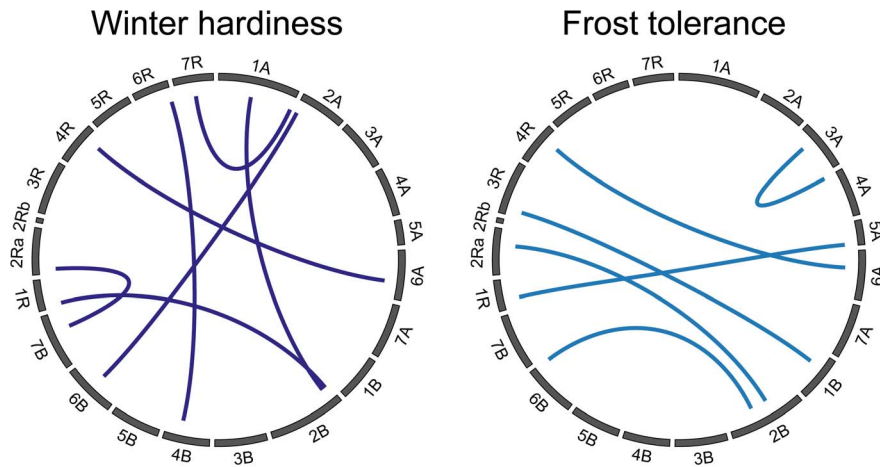 Winter hardiness
1A
2A
3A
4A
5A
6A
7A
1B
2B
3B
4B
5B
6B
7B
1R
2Ra
2Rb
3R
4R
5R
6R
7R
Frost tolerance
1A
2A
3A
4A
5A
6A
7A
1B
2B
3B
4B
5B
6B
7B
1R
2Ra
2Rb
3R
4R
5R
6R
7R